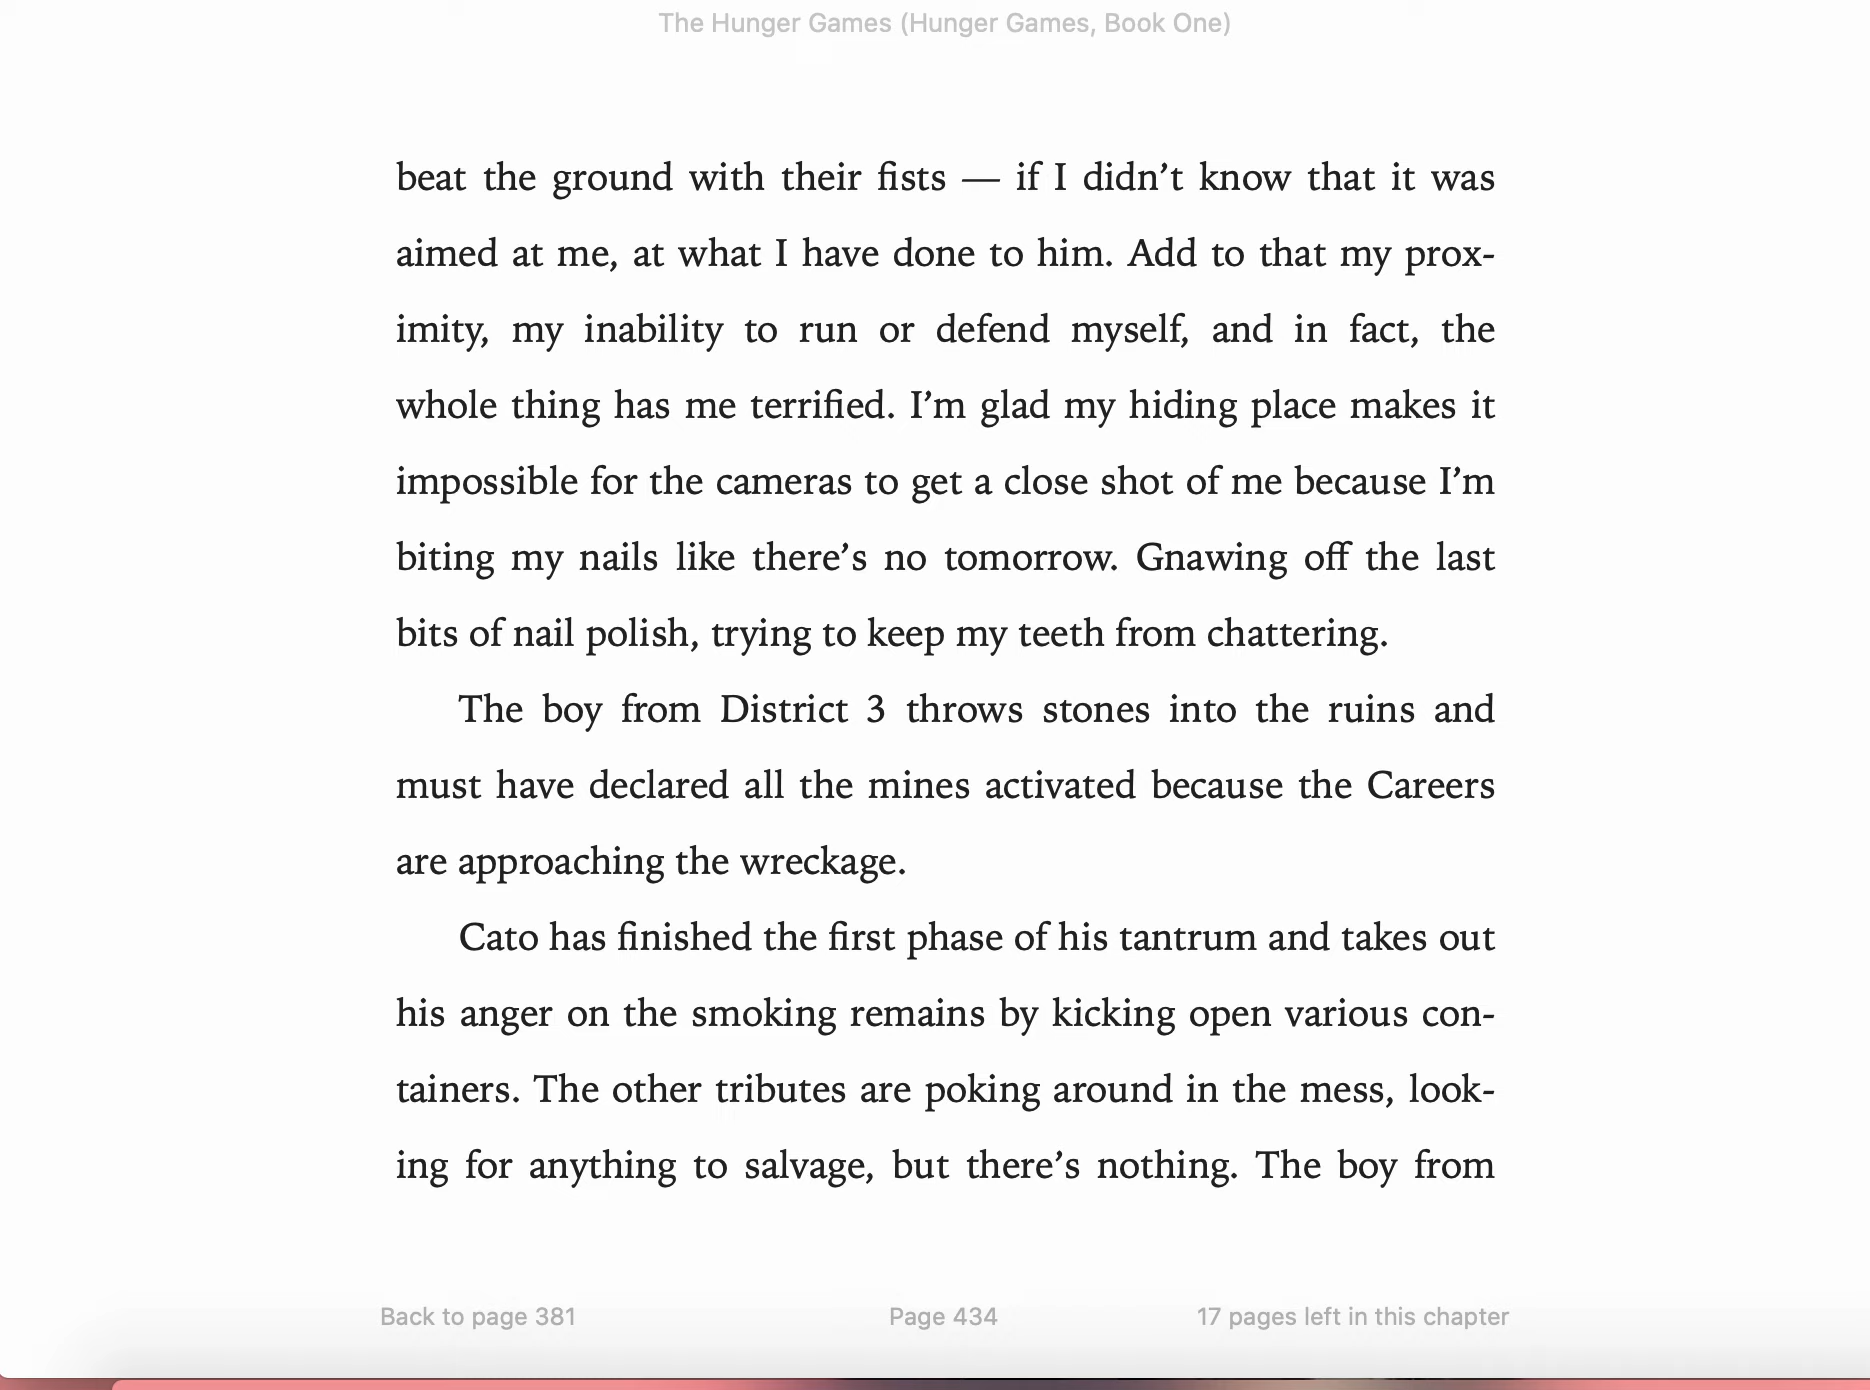 The Hunger Games (Hunger Games, Book One)
beat the ground with their fists — if I didn’t know that it was
aimed at me, at what I have done to him. Add to that my prox-
imity, my inability to run or defend myself, and in fact, the
whole thing has me terrified. I’m glad my hiding place makes it
impossible for the cameras to get a close shot of me because I’m
biting my nails like there’s no tomorrow. Gnawing off the last
bits of nail polish, trying to keep my teeth from chattering.
The boy from District 3 throws stones into the ruins and
must have declared all the mines activated because the Careers
are approaching the wreckage.
Cato has finished the first phase of his tantrum and takes out
his anger on the smoking remains by kicking open various con-
tainers. The other tributes are poking around in the mess, look-
ing for anything to salvage, but there’s nothing. The boy from
Back to page 381
Page 434
17 pages left in this chapter